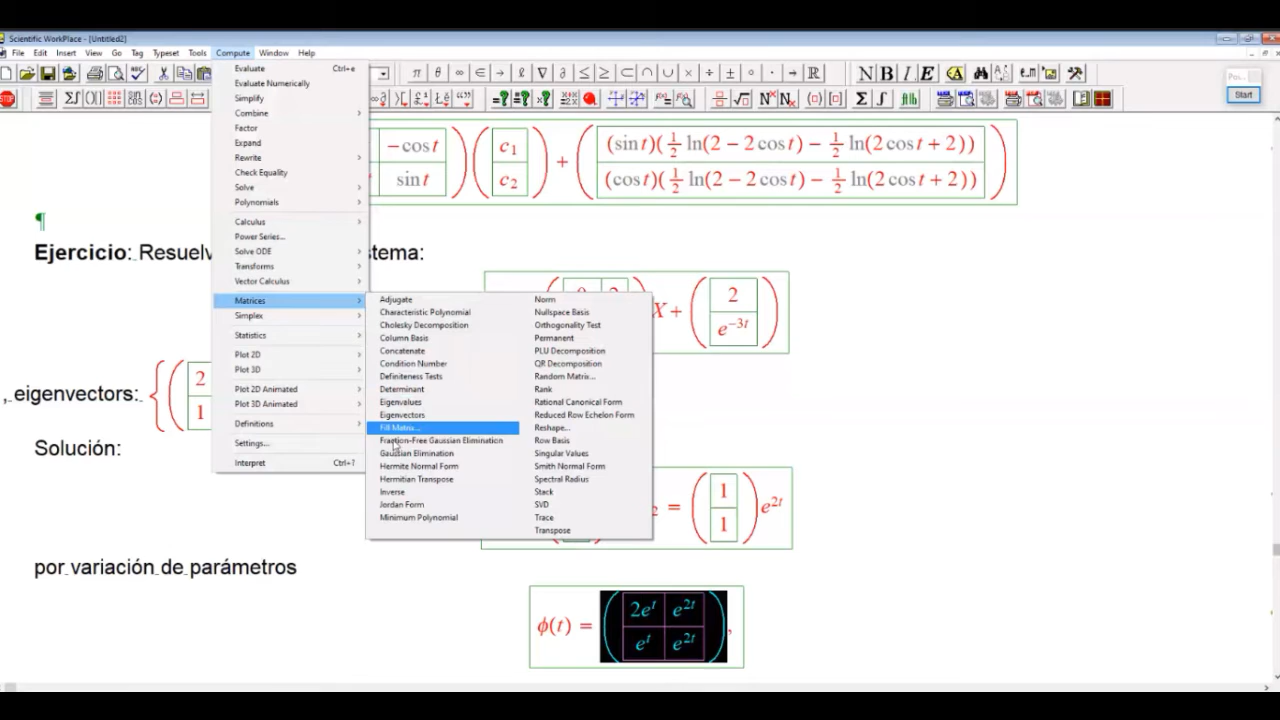 Scientific WorkPlace - [Untitled2]
File Edit Insert View Go Tag Typeset Tools Compute Window Help
Start
Evaluate Ctrl+e
Evaluate Numerically
Simplify
Combine
Factor
Expand
Rewrite
Check Equality
Solve
Polynomials
Calculus
Power Series...
Solve ODE
Transforms
Vector Calculus
Matrices
Simplex
Statistics
Plot 2D
Plot 3D
Plot 2D Animated
Plot 3D Animated
Definitions
Settings...
Interpret Ctrl+?
Adjugate
Characteristic Polynomial
Cholesky Decomposition
Column Basis
Concatenate
Condition Number
Definiteness Tests
Determinant
Eigenvalues
Eigenvectors
Fill Matrix...
Fraction-Free Gaussian Elimination
Gaussian Elimination
Hermite Normal Form
Hermitian Transpose
Inverse
Jordan Form
Minimum Polynomial
Norm
Nullspace Basis
Orthogonality Test
Permanent
PLU Decomposition
QR Decomposition
Random Matrix...
Rank
Rational Canonical Form
Reduced Row Echelon Form
Reshape...
Row Basis
Singular Values
Smith Normal Form
Spectral Radius
Stack
SVD
Trace
Transpose
−cos t c₁ (sin t)(½ ln(2 − 2 cos t) − ½ ln(2 cos t + 2))
sin t c₂ + (cos t)(½ ln(2 − 2 cos t) − ½ ln(2 cos t + 2))
¶
Ejercicio: Resuelv stema:
X + ( 2
e⁻³ᵗ )
, eigenvectors: { ( 2
1
Solución:
= ( 1
1 ) e²ᵗ
por variación de parámetros
ϕ(t) = ( 2eᵗ e²ᵗ
eᵗ e²ᵗ ),